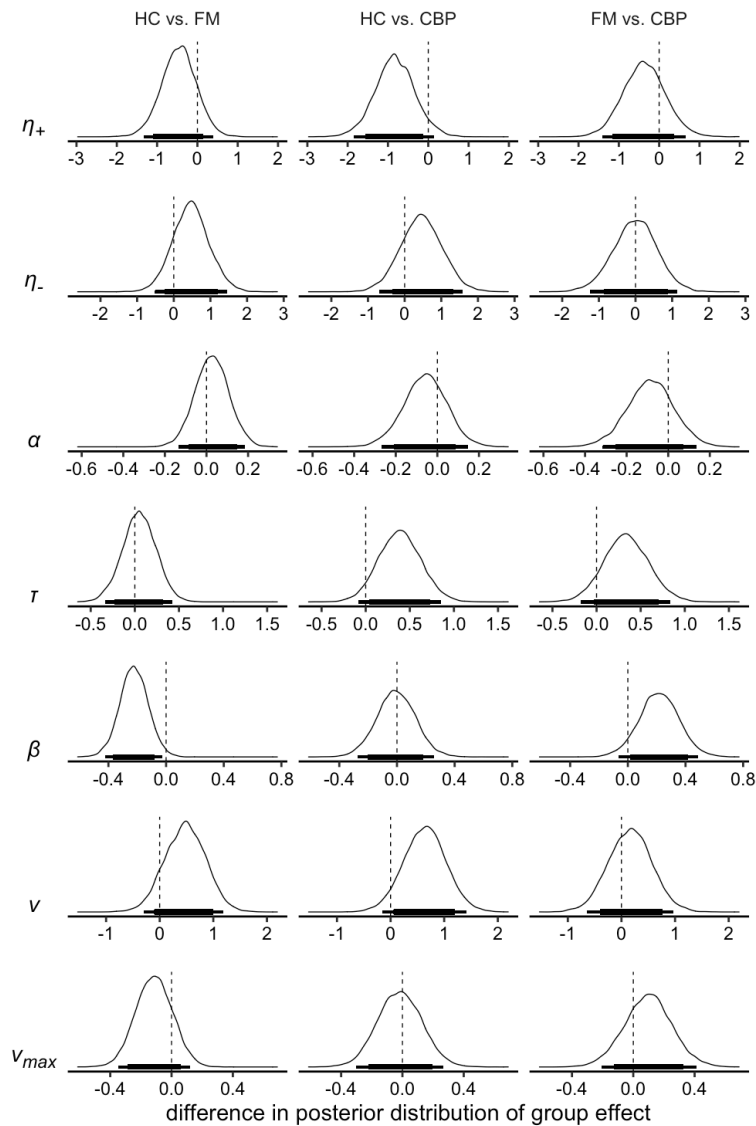 HC vs. FM HC vs. CBP FM vs. CBP
η+
-3 -2 -1 0 1 2 -3 -2 -1 0 1 2 -3 -2 -1 0 1 2
η-
-2 -1 0 1 2 3 -2 -1 0 1 2 3 -2 -1 0 1 2 3
α
-0.6 -0.4 -0.2 0.0 0.2 -0.6 -0.4 -0.2 0.0 0.2 -0.6 -0.4 -0.2 0.0 0.2
τ
-0.5 0.0 0.5 1.0 1.5 -0.5 0.0 0.5 1.0 1.5 -0.5 0.0 0.5 1.0 1.5
β
-0.4 0.0 0.4 0.8 -0.4 0.0 0.4 0.8 -0.4 0.0 0.4 0.8
v
-1 0 1 2 -1 0 1 2 -1 0 1 2
vmax
-0.4 0.0 0.4 -0.4 0.0 0.4 -0.4 0.0 0.4
difference in posterior distribution of group effect